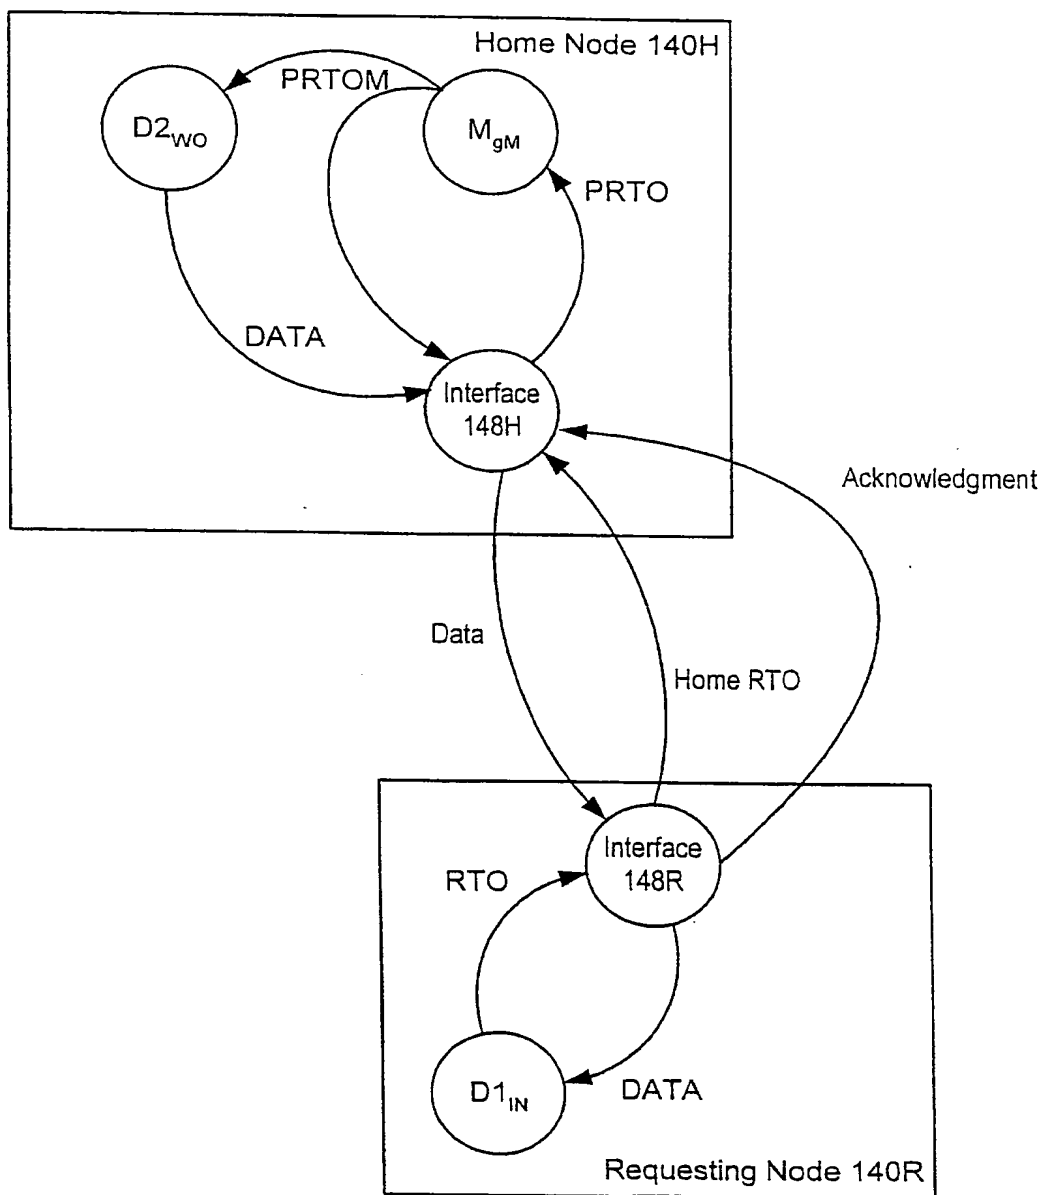 Home Node 140H
PRTOM
D2WO
MgM
PRTO
DATA
Interface
148H
Acknowledgment
Data
Home RTO
Interface
148R
RTO
D1IN
DATA
Requesting Node 140R